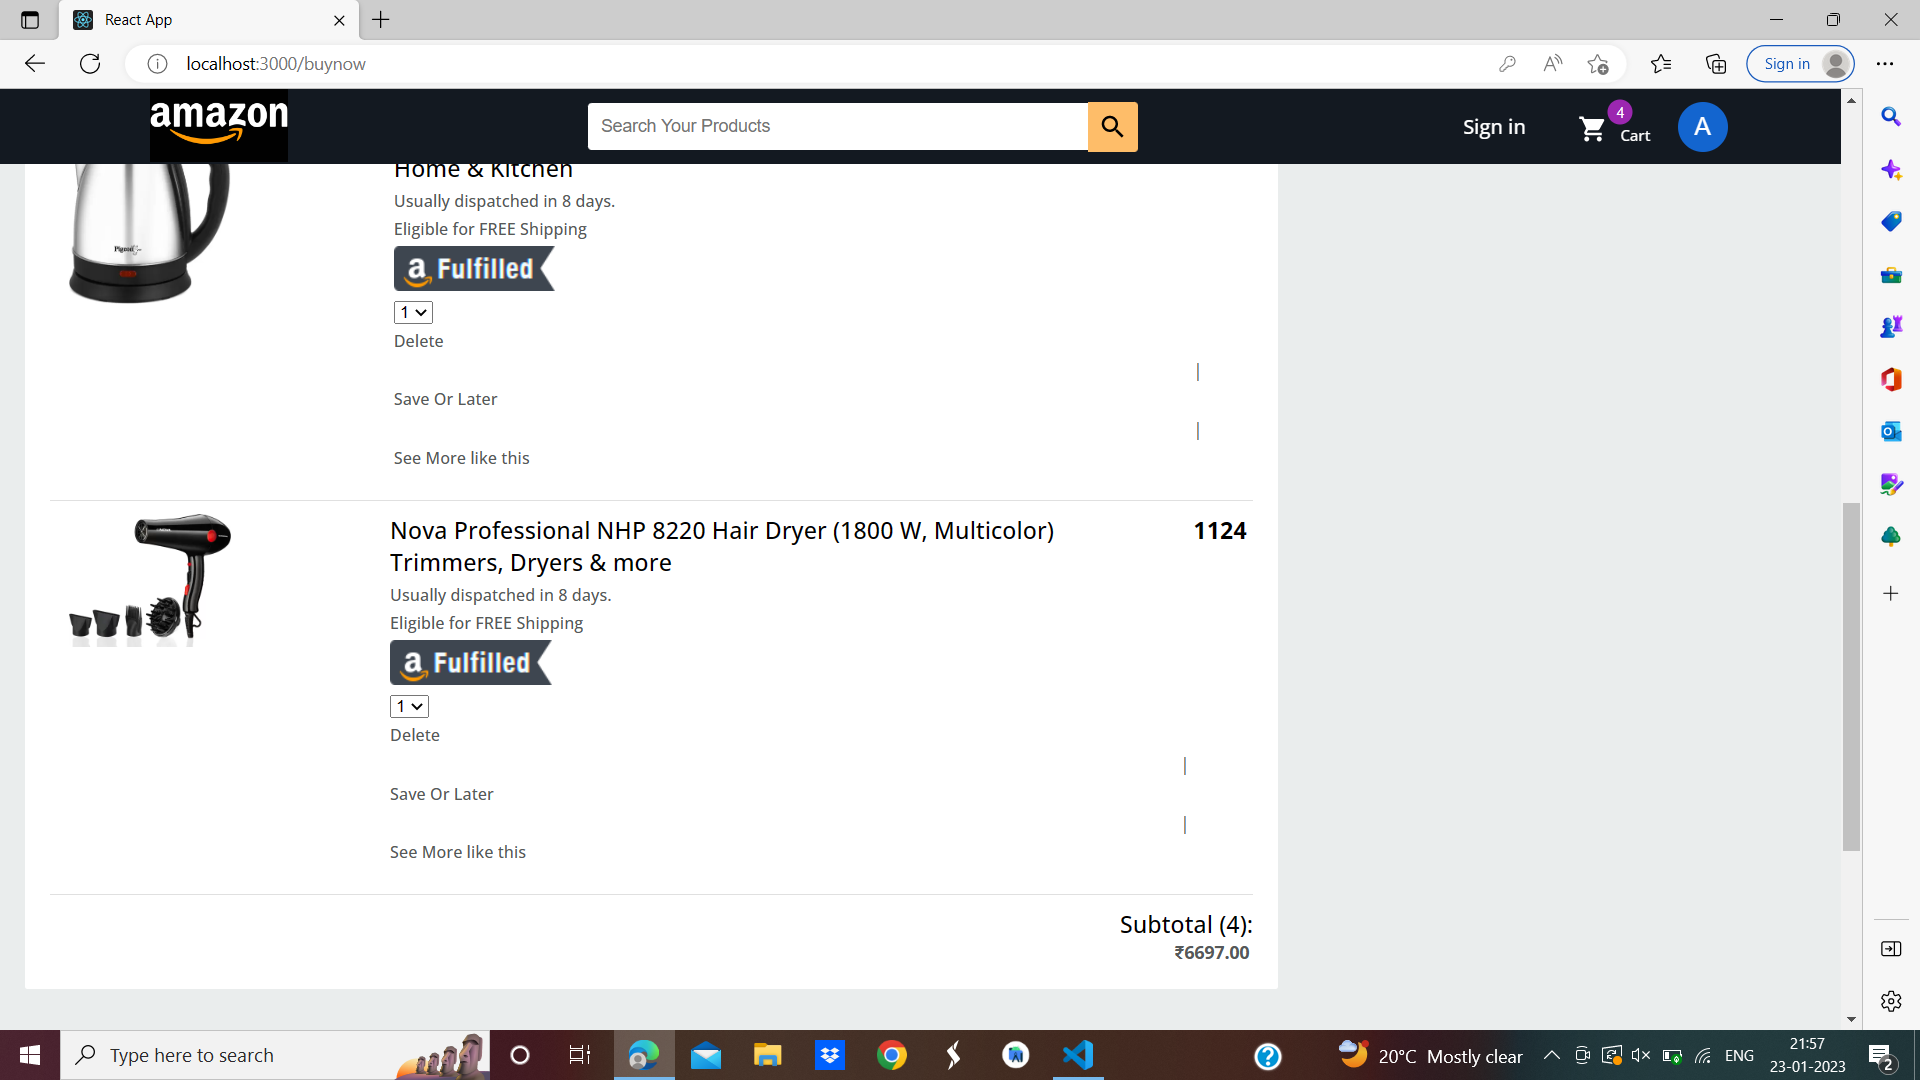 React App
localhost:3000/buynow
Sign in
amazon
Search Your Products
Sign in
4
Cart
A
Home & Kitchen
Usually dispatched in 8 days.
Eligible for FREE Shipping
a Fulfilled
1
Delete
Save Or Later
See More like this
Pigeon
Nova Professional NHP 8220 Hair Dryer (1800 W, Multicolor)
1124
Trimmers, Dryers & more
Usually dispatched in 8 days.
Eligible for FREE Shipping
a Fulfilled
1
Delete
Save Or Later
See More like this
Subtotal (4):
₹6697.00
Type here to search
20°C Mostly clear
ENG
21:57
23-01-2023
2